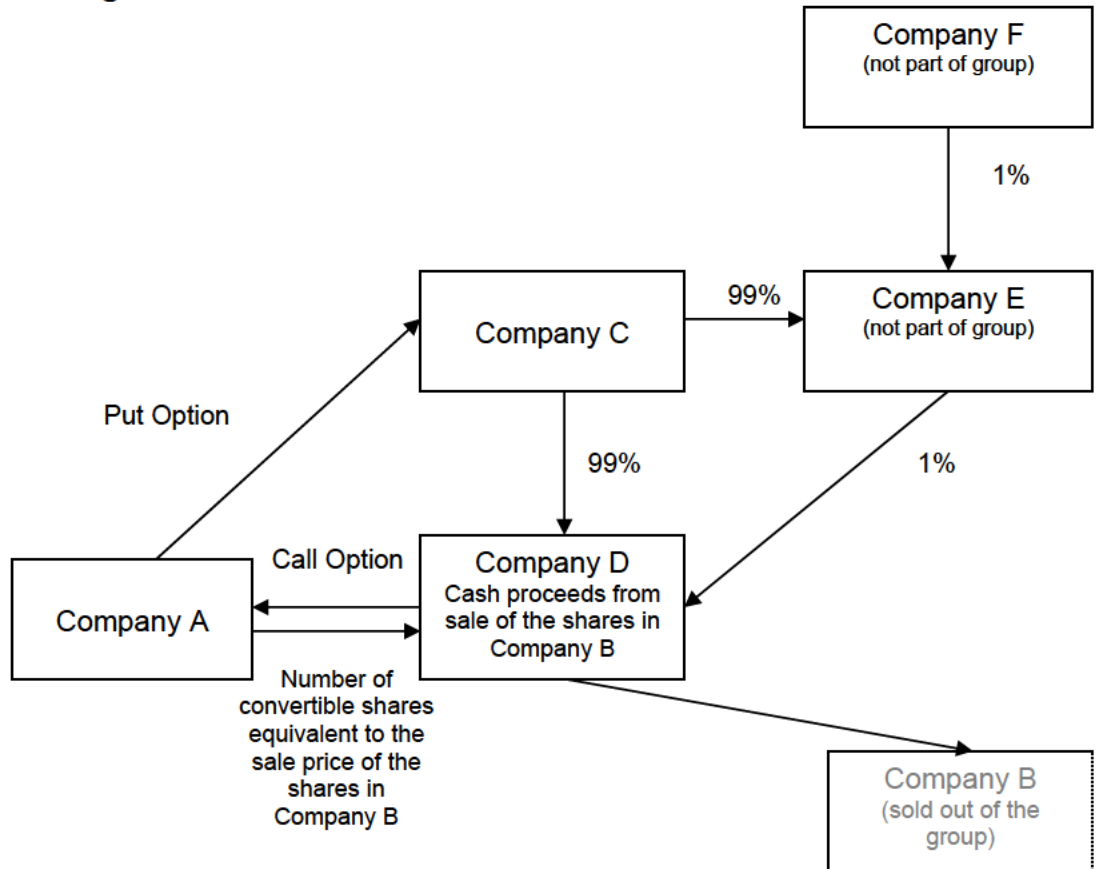 Company F
(not part of group)
1%
99%
Company E
(not part of group)
Company C
Put Option
99%
1%
Call Option
Company D
Cash proceeds from
sale of the shares in
Company B
Company A
Number of
convertible shares
equivalent to the
sale price of the
shares in
Company B
Company B
(sold out of the
group)